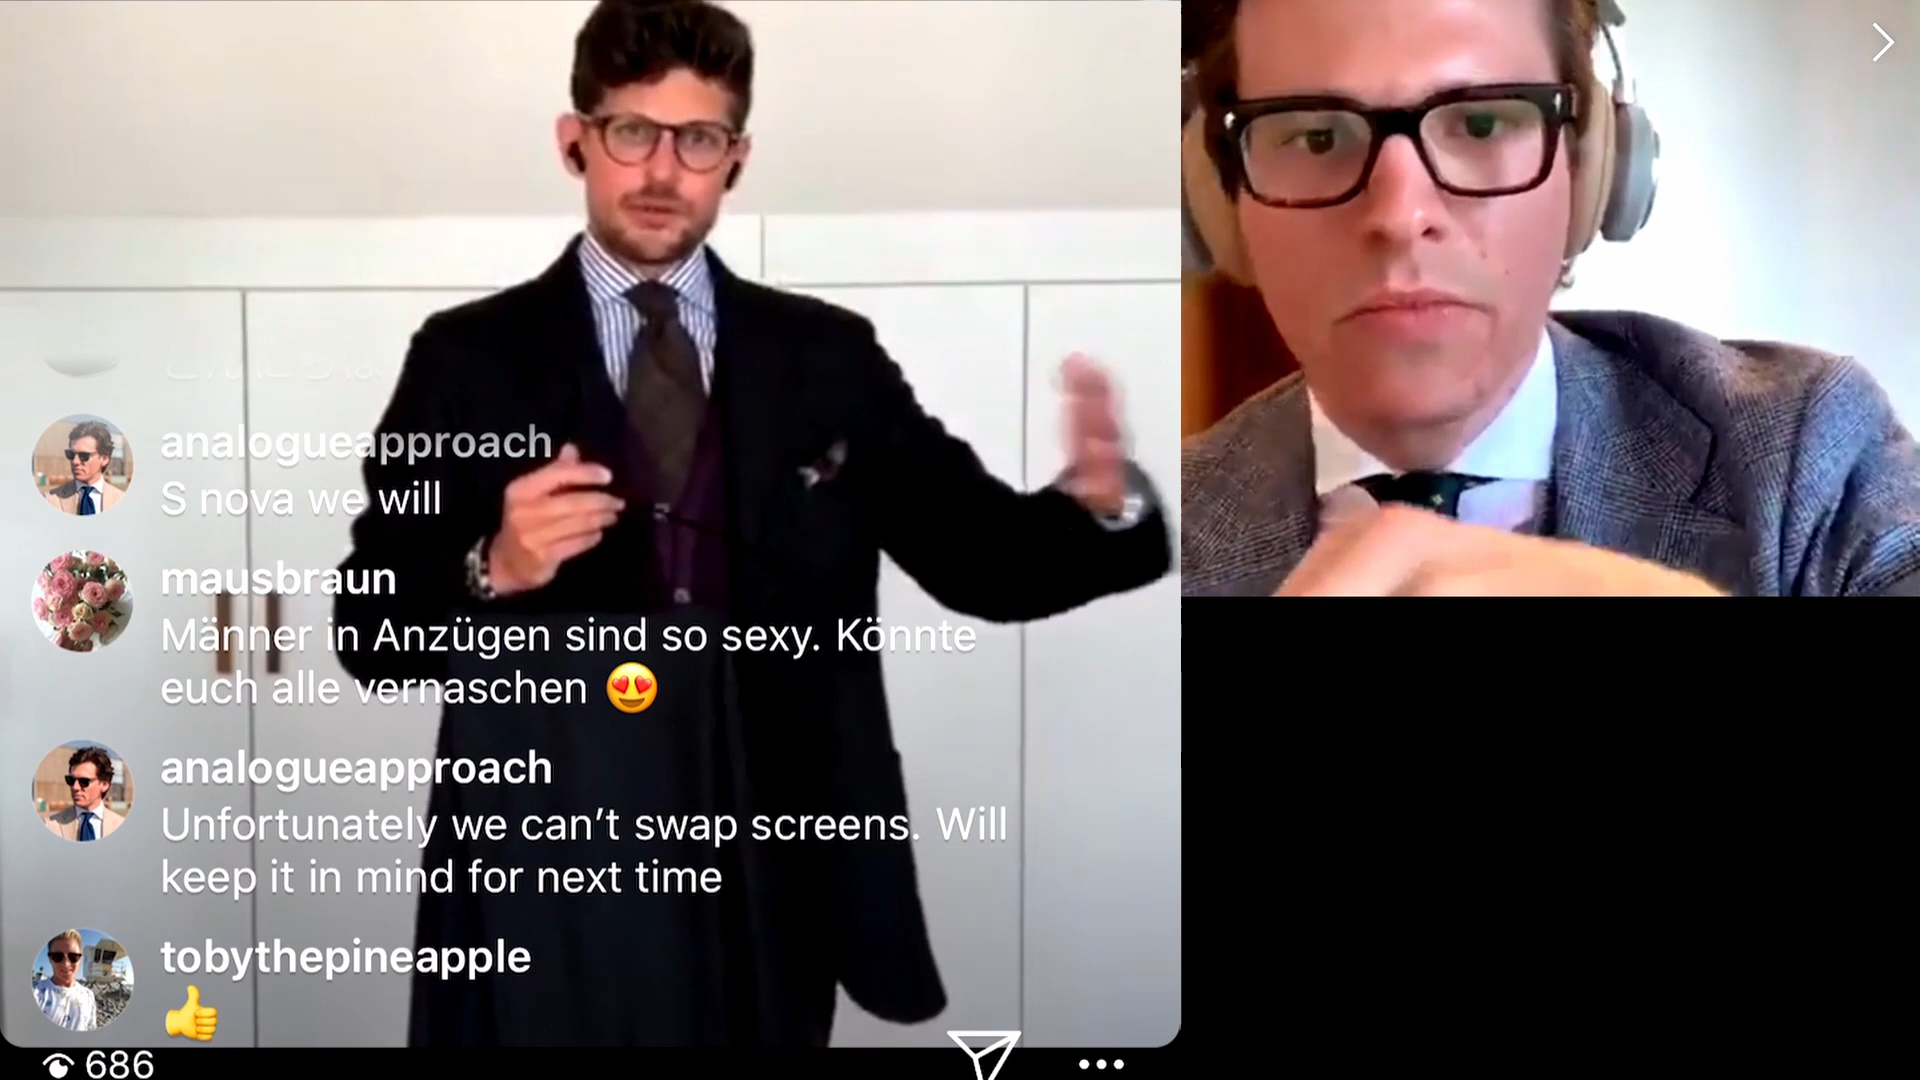 analogueapproach
S nova we will
mausbraun
Männer in Anzügen sind so sexy. Könnte
euch alle vernaschen 😍
analogueapproach
Unfortunately we can't swap screens. Will
keep it in mind for next time
tobythepineapple
👍
686